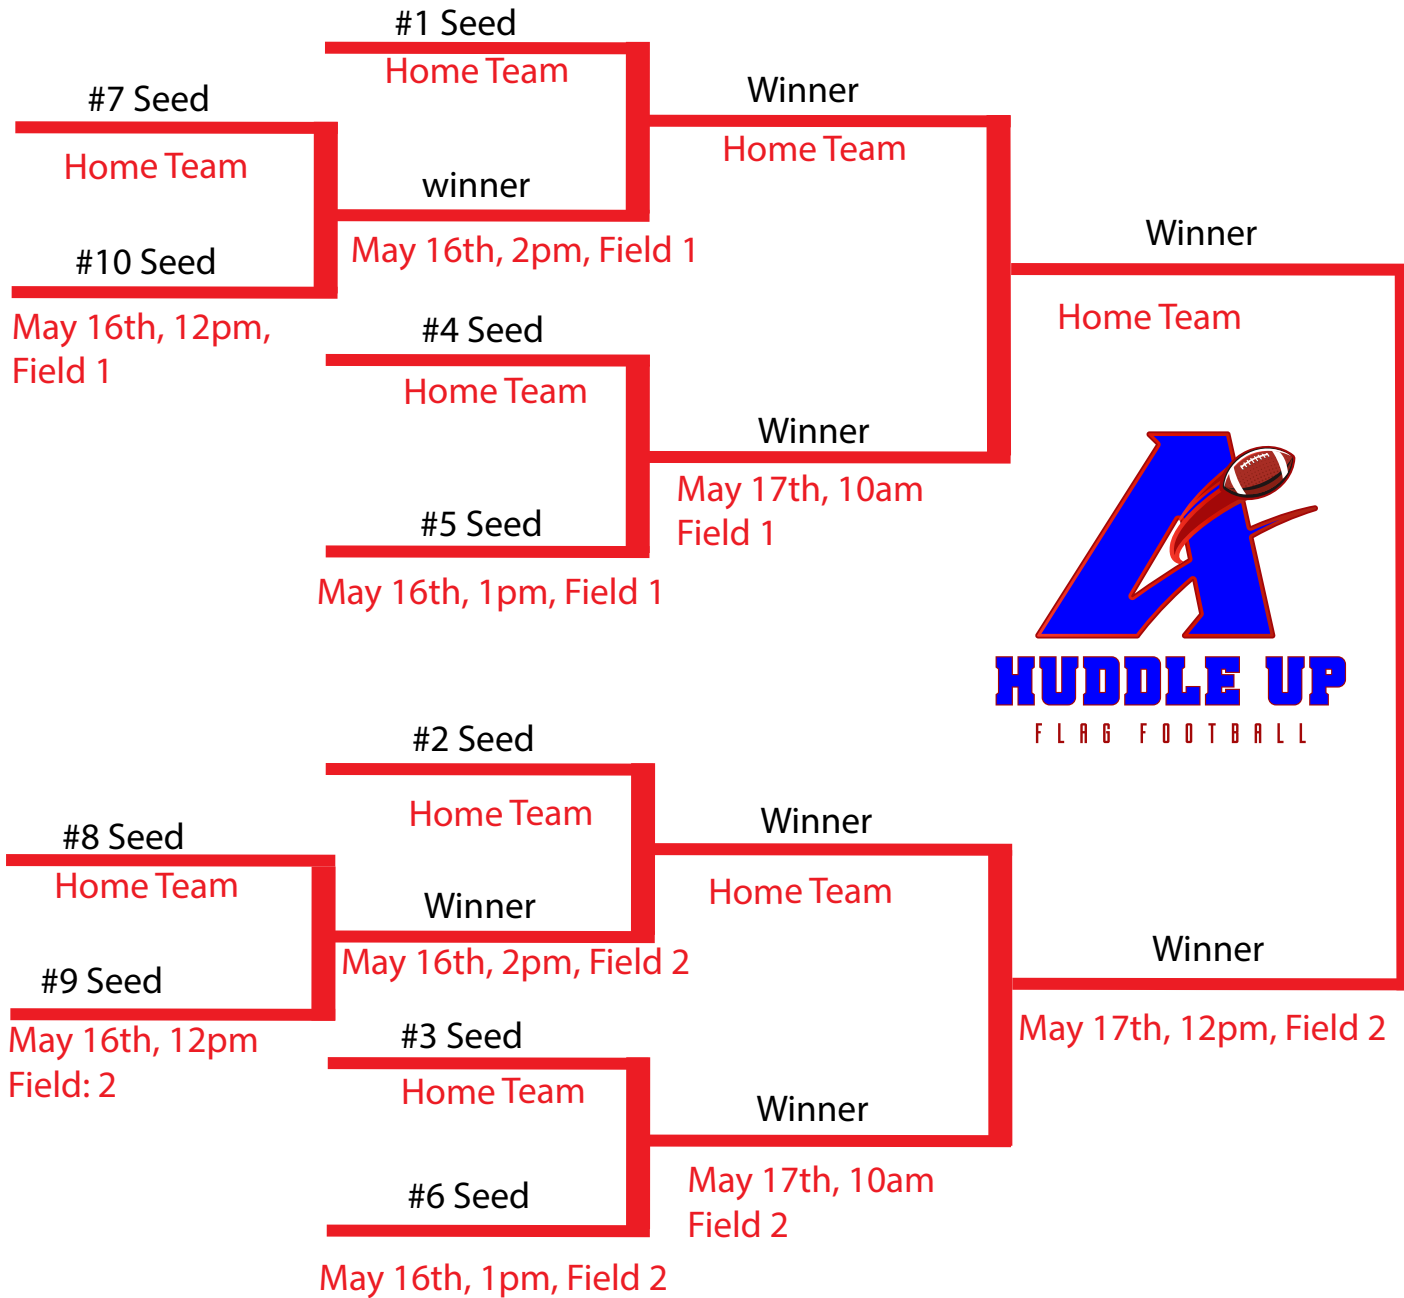 #1 Seed
Home Team
#7 Seed
Home Team
winner
#10 Seed
May 16th, 2pm, Field 1
May 16th, 12pm,
Field 1
#4 Seed
Home Team
#5 Seed
May 16th, 1pm, Field 1
Winner
Home Team
Winner
May 17th, 10am
Field 1
Winner
Home Team
HUDDLE UP
FLAG FOOTBALL
#2 Seed
Home Team
#8 Seed
Home Team
Winner
#9 Seed
May 16th, 2pm, Field 2
May 16th, 12pm
Field: 2
#3 Seed
Home Team
#6 Seed
May 16th, 1pm, Field 2
Winner
Home Team
Winner
May 17th, 10am
Field 2
Winner
May 17th, 12pm, Field 2